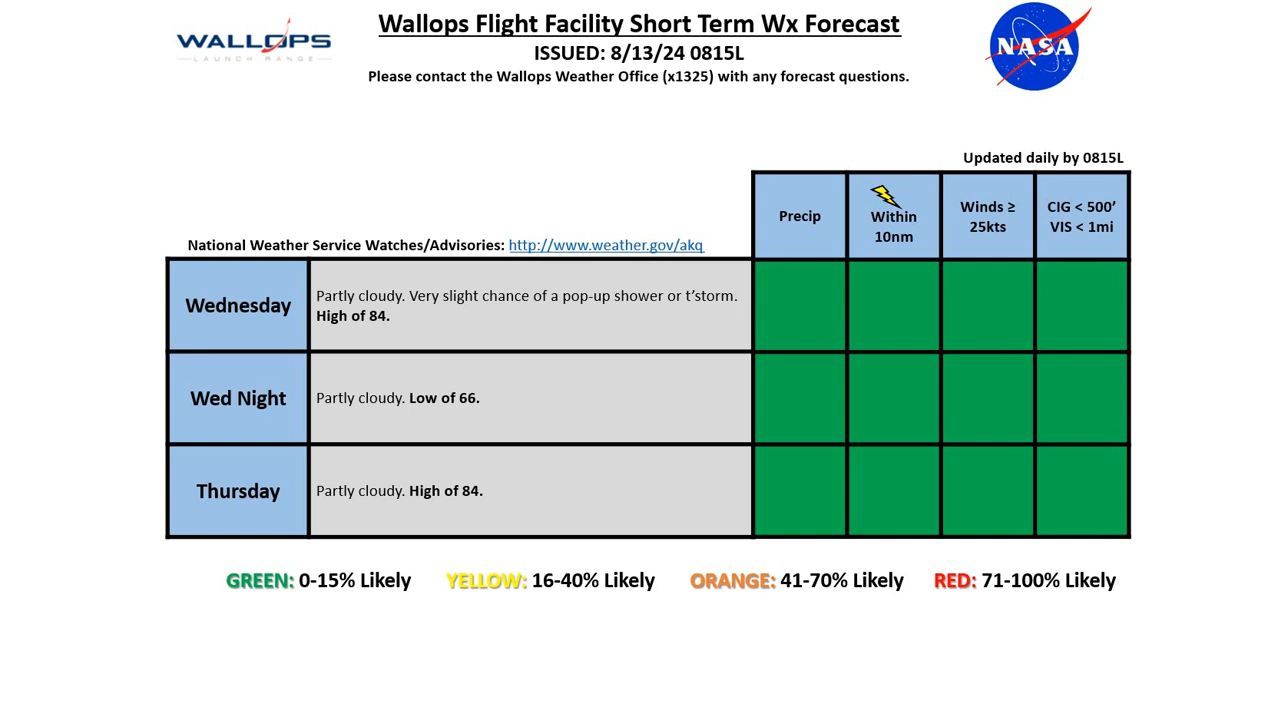 WALLOPS
LAUNCH RANGE
Wallops Flight Facility Short Term Wx Forecast
ISSUED: 8/13/24 0815L
Please contact the Wallops Weather Office (x1325) with any forecast questions.
NASA
Updated daily by 0815L
National Weather Service Watches/Advisories: http://www.weather.gov/akq
Precip
Within
10nm
Winds ≥
25kts
CIG < 500’
VIS < 1mi
Wednesday
Partly cloudy. Very slight chance of a pop-up shower or t’storm.
High of 84.
Wed Night
Partly cloudy. Low of 66.
Thursday
Partly cloudy. High of 84.
GREEN: 0-15% Likely YELLOW: 16-40% Likely ORANGE: 41-70% Likely RED: 71-100% Likely